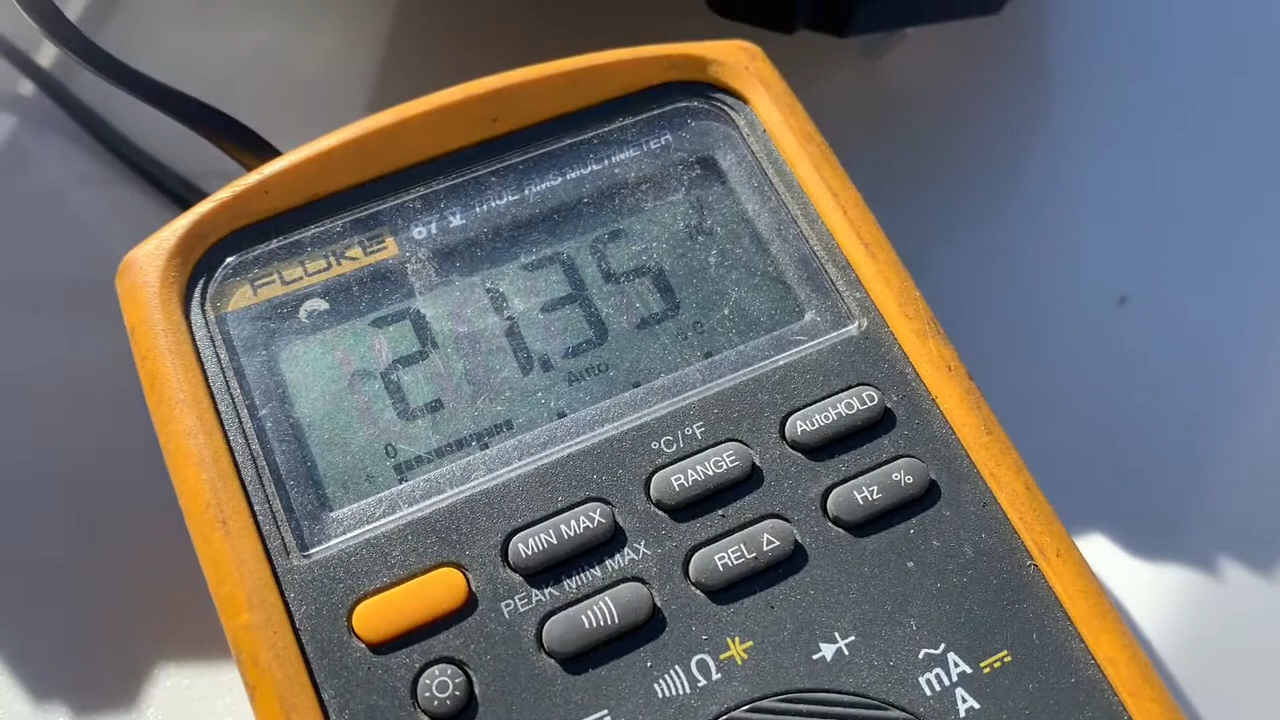 FLUKE 87 V TRUE RMS MULTIMETER
21.35
Auto
0
°C/°F
AutoHOLD
MIN MAX
RANGE
Hz %
PEAK MIN MAX
REL Δ
Ω
mA
A